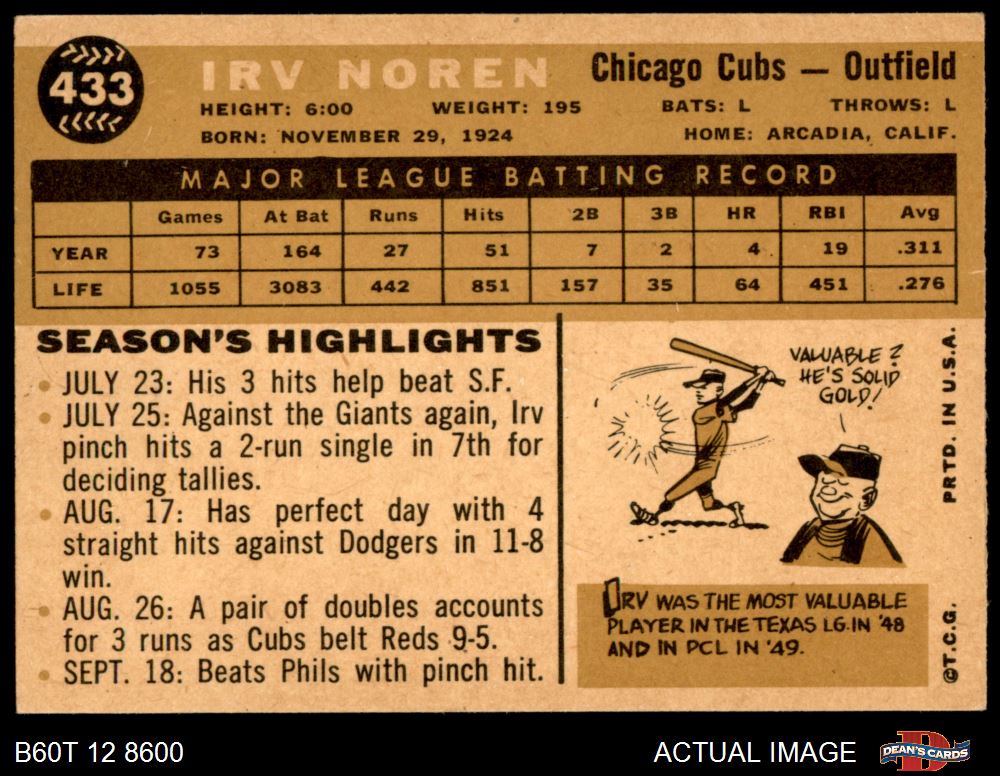 433
IRV NOREN
Chicago Cubs — Outfield
HEIGHT: 6:00 WEIGHT: 195 BATS: L THROWS: L
BORN: NOVEMBER 29, 1924 HOME: ARCADIA, CALIF.
MAJOR LEAGUE BATTING RECORD
Games At Bat Runs Hits 2B 3B HR RBI Avg
YEAR 73 164 27 51 7 2 4 19 .311
LIFE 1055 3083 442 851 157 35 64 451 .276
SEASON'S HIGHLIGHTS
• JULY 23: His 3 hits help beat S.F.
• JULY 25: Against the Giants again, Irv
pinch hits a 2-run single in 7th for
deciding tallies.
• AUG. 17: Has perfect day with 4
straight hits against Dodgers in 11-8
win.
• AUG. 26: A pair of doubles accounts
for 3 runs as Cubs belt Reds 9-5.
• SEPT. 18: Beats Phils with pinch hit.
VALUABLE?
HE'S SOLID
GOLD!
IRV WAS THE MOST VALUABLE
PLAYER IN THE TEXAS LG. IN '48
AND IN PCL IN '49.
PRTD. IN U.S.A.
©T.C.G.
B60T 12 8600
ACTUAL IMAGE
DEAN'S CARDS